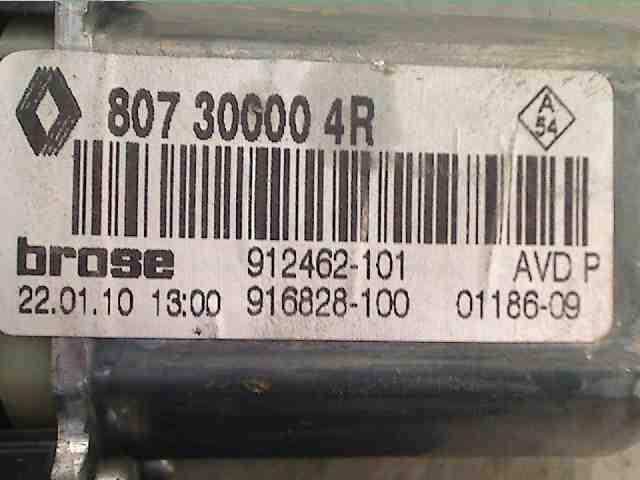 807 30000 4R
A
54
brose
912462-101
AVD P
22.01.10 13:00
916828-100
01186-09